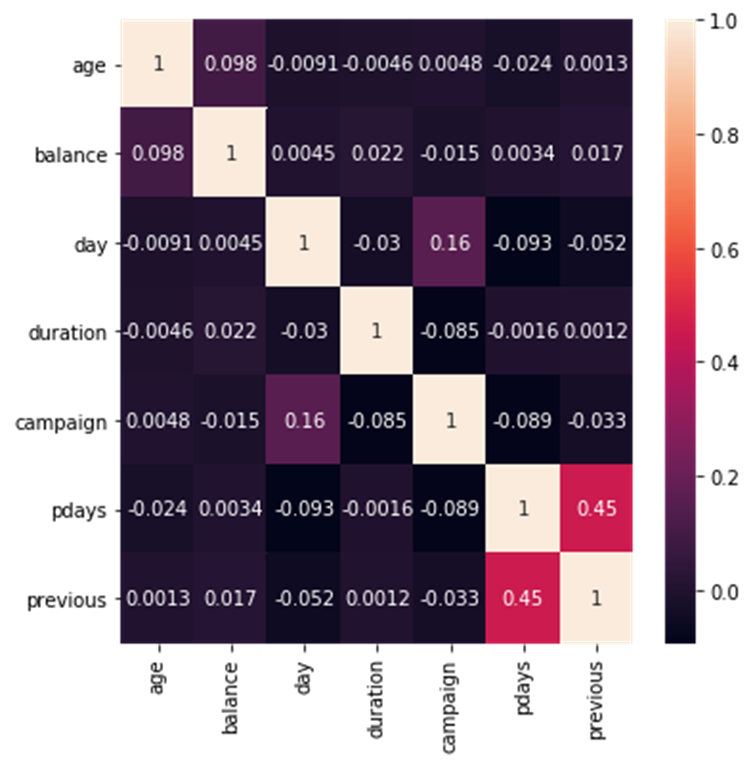 1.0
age 1 0.098 -0.0091 -0.0046 0.0048 -0.024 0.0013
0.8
balance 0.098 1 0.0045 0.022 -0.015 0.0034 0.017
day -0.0091 0.0045 1 -0.03 0.16 -0.093 -0.052
0.6
duration -0.0046 0.022 -0.03 1 -0.085 -0.0016 0.0012
0.4
campaign 0.0048 -0.015 0.16 -0.085 1 -0.089 -0.033
0.2
pdays -0.024 0.0034 -0.093 -0.0016 -0.089 1 0.45
previous 0.0013 0.017 -0.052 0.0012 -0.033 0.45 1
0.0
age balance day duration campaign pdays previous